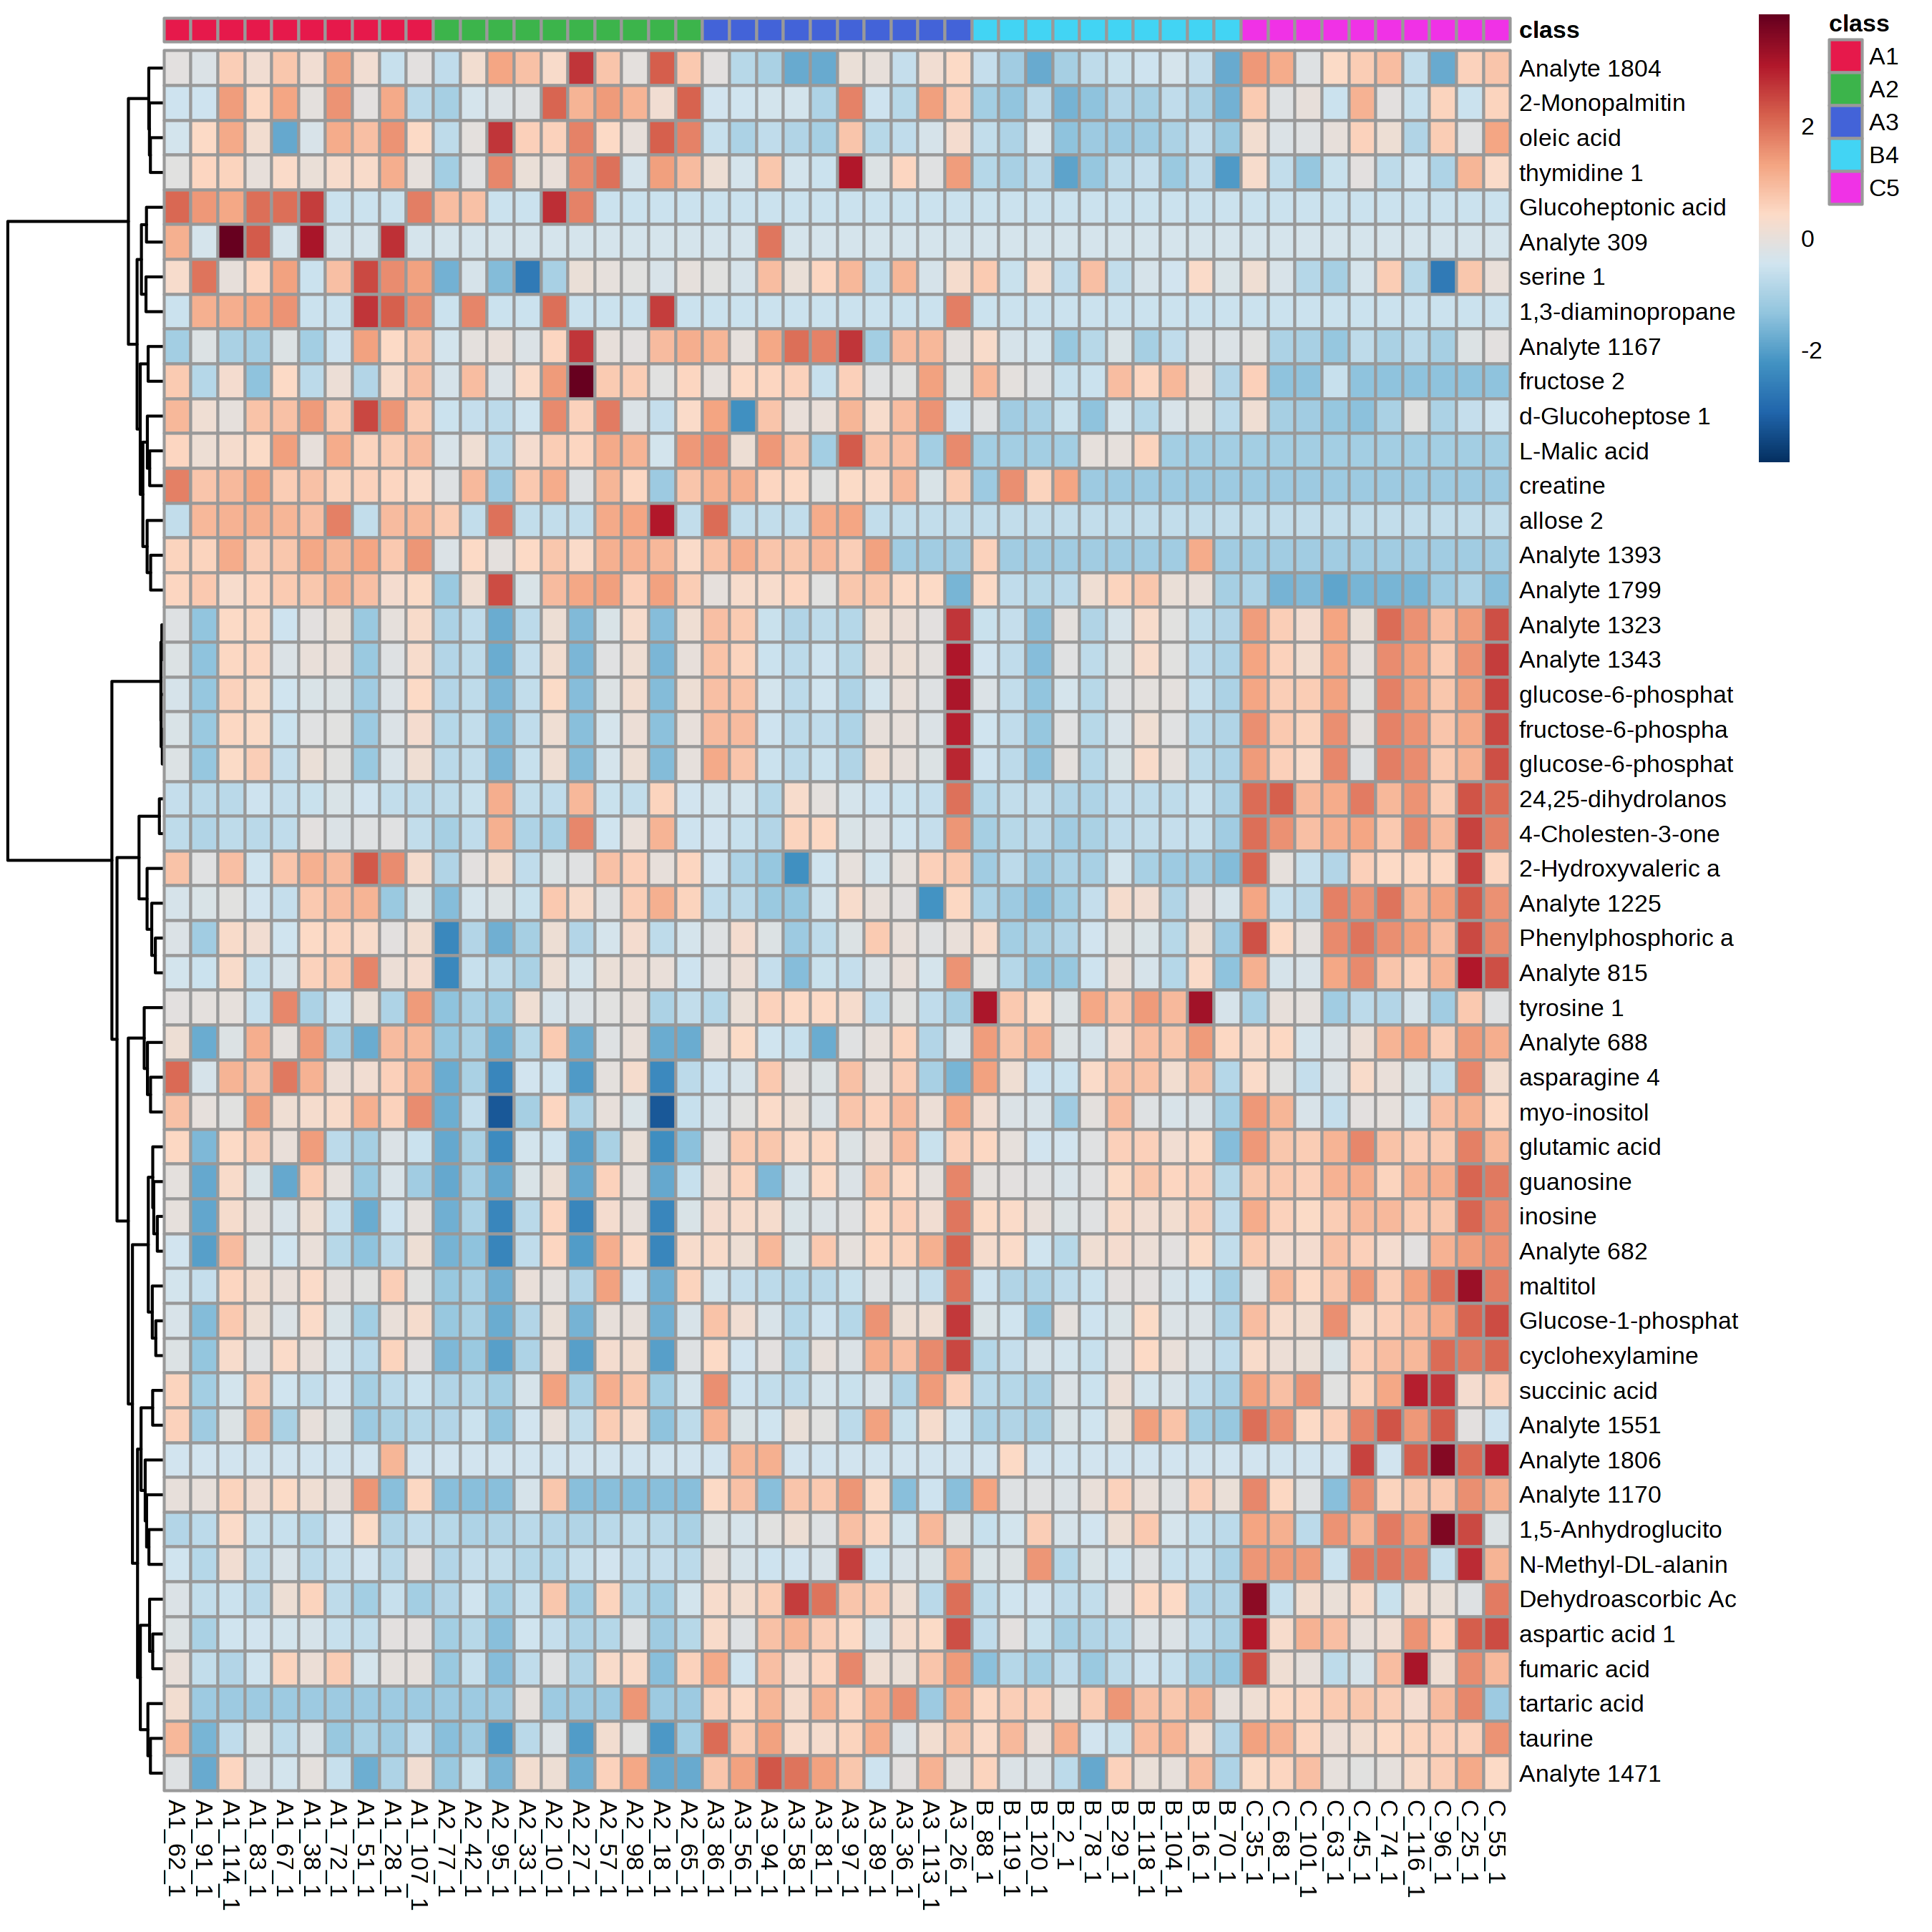 class
class
A1
A2
A3
B4
C5
2
0
-2
Analyte 1804
2-Monopalmitin
oleic acid
thymidine 1
Glucoheptonic acid
Analyte 309
serine 1
1,3-diaminopropane
Analyte 1167
fructose 2
d-Glucoheptose 1
L-Malic acid
creatine
allose 2
Analyte 1393
Analyte 1799
Analyte 1323
Analyte 1343
glucose-6-phosphat
fructose-6-phospha
glucose-6-phosphat
24,25-dihydrolanos
4-Cholesten-3-one
2-Hydroxyvaleric a
Analyte 1225
Phenylphosphoric a
Analyte 815
tyrosine 1
Analyte 688
asparagine 4
myo-inositol
glutamic acid
guanosine
inosine
Analyte 682
maltitol
Glucose-1-phosphat
cyclohexylamine
succinic acid
Analyte 1551
Analyte 1806
Analyte 1170
1,5-Anhydroglucito
N-Methyl-DL-alanin
Dehydroascorbic Ac
aspartic acid 1
fumaric acid
tartaric acid
taurine
Analyte 1471
A1_62_1
A1_91_1
A1_114_1
A1_83_1
A1_67_1
A1_38_1
A1_72_1
A1_51_1
A1_28_1
A1_107_1
A2_77_1
A2_42_1
A2_95_1
A2_33_1
A2_10_1
A2_27_1
A2_57_1
A2_98_1
A2_18_1
A2_65_1
A3_86_1
A3_56_1
A3_94_1
A3_58_1
A3_81_1
A3_97_1
A3_89_1
A3_36_1
A3_113_1
A3_26_1
B_88_1
B_119_1
B_120_1
B_2_1
B_78_1
B_29_1
B_118_1
B_104_1
B_16_1
B_70_1
C_35_1
C_68_1
C_101_1
C_63_1
C_45_1
C_74_1
C_116_1
C_96_1
C_25_1
C_55_1